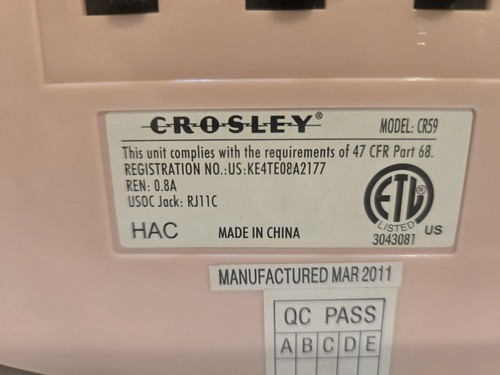 CROSLEY® MODEL: CR59
This unit complies with the requirements of 47 CFR Part 68.
REGISTRATION NO.:US:KE4TE08A2177
REN: 0.8A
USOC Jack: RJ11C
HAC MADE IN CHINA
ETL®
LISTED US
3043081
MANUFACTURED MAR 2011
QC PASS
A B C D E